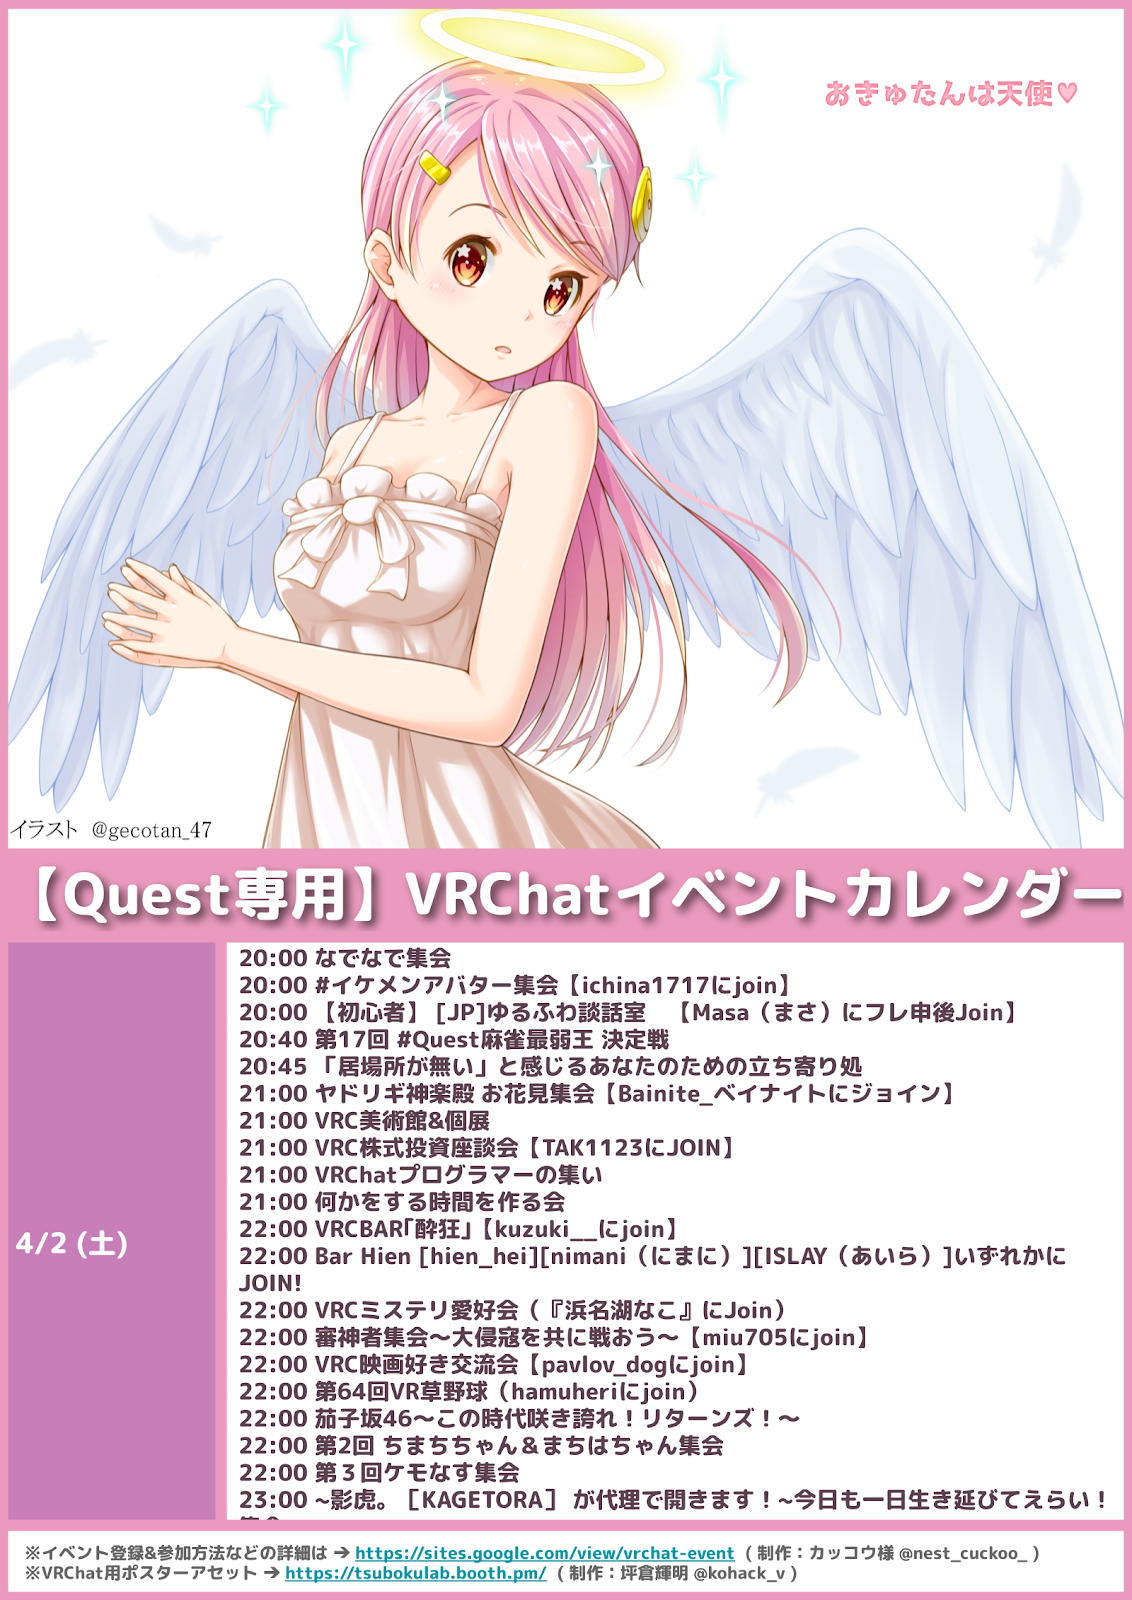 おきゅたんは天使♥
イラスト @gecotan_47
【Quest専用】VRChatイベントカレンダー
4/2 (土)
20:00 なでなで集会
20:00 #イケメンアバター集会【ichina1717にjoin】
20:00 【初心者】 [JP]ゆるふわ談話室　【Masa（まさ）にフレ申後Join】
20:40 第17回 #Quest麻雀最弱王 決定戦
20:45 「居場所が無い」と感じるあなたのための立ち寄り処
21:00 ヤドリギ神楽殿 お花見集会【Bainite_ベイナイトにジョイン】
21:00 VRC美術館&個展
21:00 VRC株式投資座談会【TAK1123にJOIN】
21:00 VRChatプログラマーの集い
21:00 何かをする時間を作る会
22:00 VRCBAR｢酔狂｣【kuzuki__にjoin】
22:00 Bar Hien [hien_hei][nimani（にまに）][ISLAY（あいら）]いずれかに
JOIN!
22:00 VRCミステリ愛好会（『浜名湖なこ』にJoin）
22:00 審神者集会～大侵寇を共に戦おう～【miu705にjoin】
22:00 VRC映画好き交流会【pavlov_dogにjoin】
22:00 第64回VR草野球（hamuheriにjoin）
22:00 茄子坂46～この時代咲き誇れ！リターンズ！～
22:00 第2回 ちまちちゃん＆まちはちゃん集会
22:00 第３回ケモなす集会
23:00 ~影虎。［KAGETORA］ が代理で開きます！~今日も一日生き延びてえらい！
※イベント登録&参加方法などの詳細は ➔ https://sites.google.com/view/vrchat-event ( 制作：カッコウ様 @nest_cuckoo_ )
※VRChat用ポスターアセット ➔ https://tsubokulab.booth.pm/ ( 制作：坪倉輝明 @kohack_v )